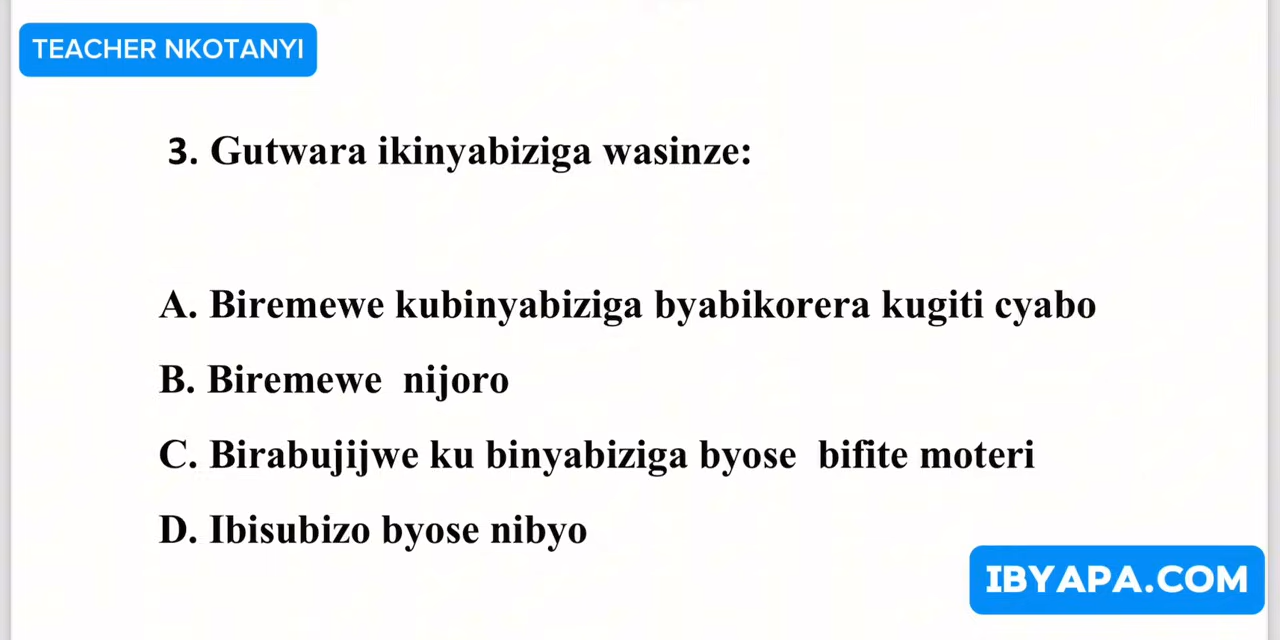 TEACHER NKOTANYI
3. Gutwara ikinyabiziga wasinze:
A. Biremewe kubinyabiziga byabikorera kugiti cyabo
B. Biremewe nijoro
C. Birabujijwe ku binyabiziga byose bifite moteri
D. Ibisubizo byose nibyo
IBYAPA.COM